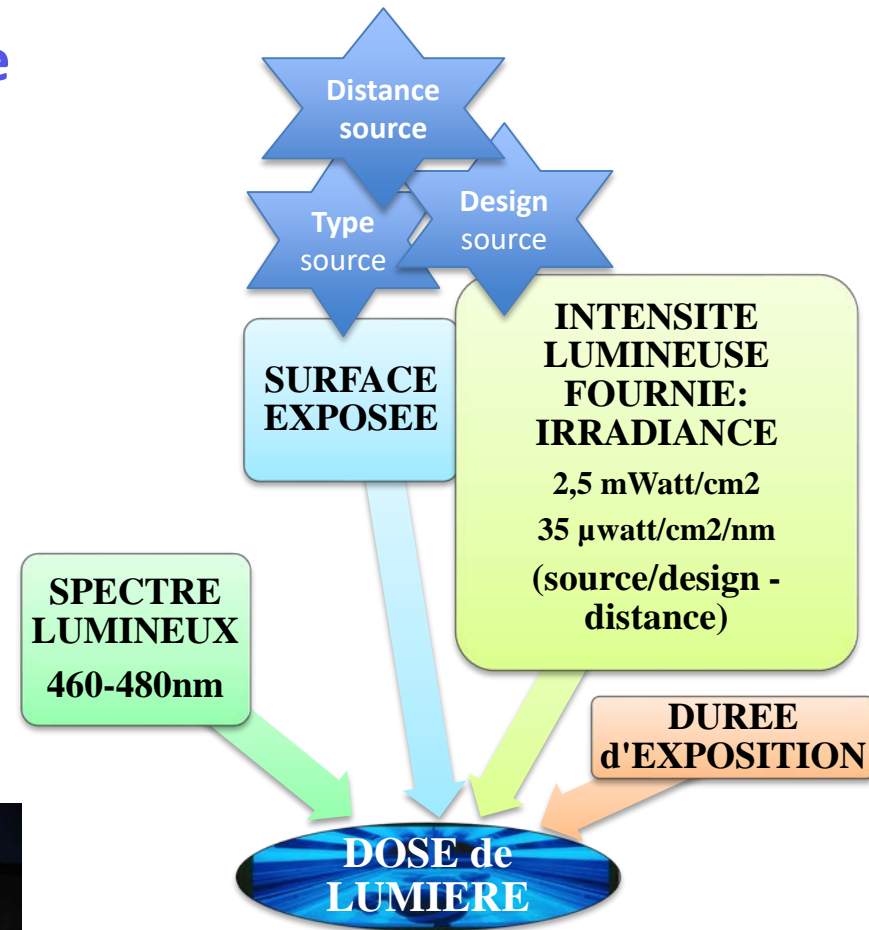 e
Distance
source
Type
source
Design
source
SURFACE
EXPOSEE
INTENSITE
LUMINEUSE
FOURNIE:
IRRADIANCE
2,5 mWatt/cm2
35 µwatt/cm2/nm
(source/design -
distance)
SPECTRE
LUMINEUX
460-480nm
DUREE
d'EXPOSITION
DOSE de
LUMIERE